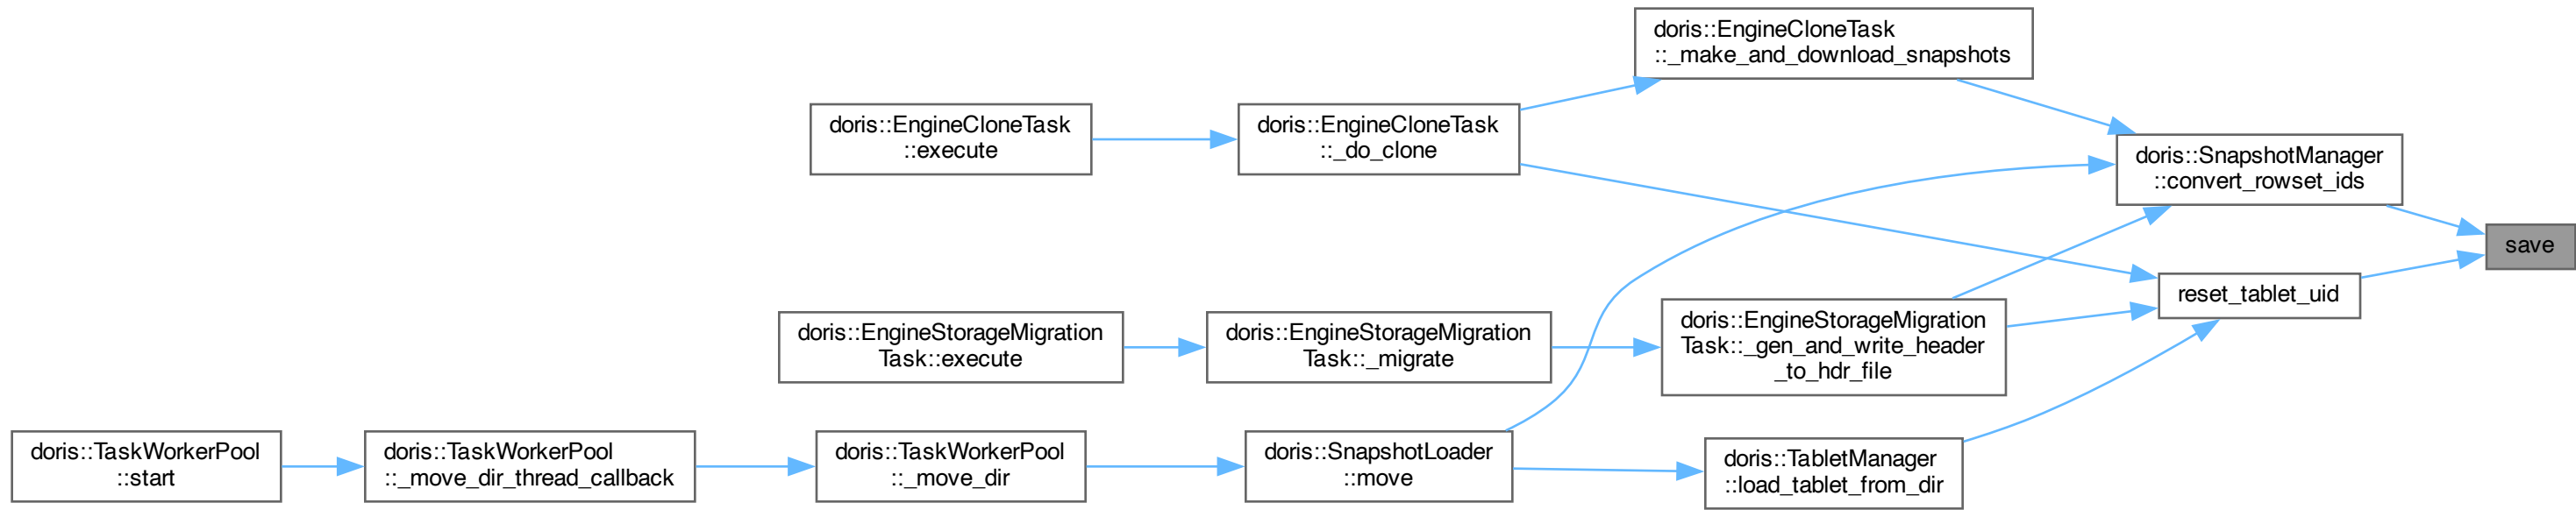 doris::EngineCloneTask
::_make_and_download_snapshots
doris::EngineCloneTask
::execute
doris::EngineCloneTask
::_do_clone
doris::SnapshotManager
::convert_rowset_ids
save
reset_tablet_uid
doris::EngineStorageMigration
Task::execute
doris::EngineStorageMigration
Task::_migrate
doris::EngineStorageMigration
Task::_gen_and_write_header
_to_hdr_file
doris::TaskWorkerPool
::start
doris::TaskWorkerPool
::_move_dir_thread_callback
doris::TaskWorkerPool
::_move_dir
doris::SnapshotLoader
::move
doris::TabletManager
::load_tablet_from_dir